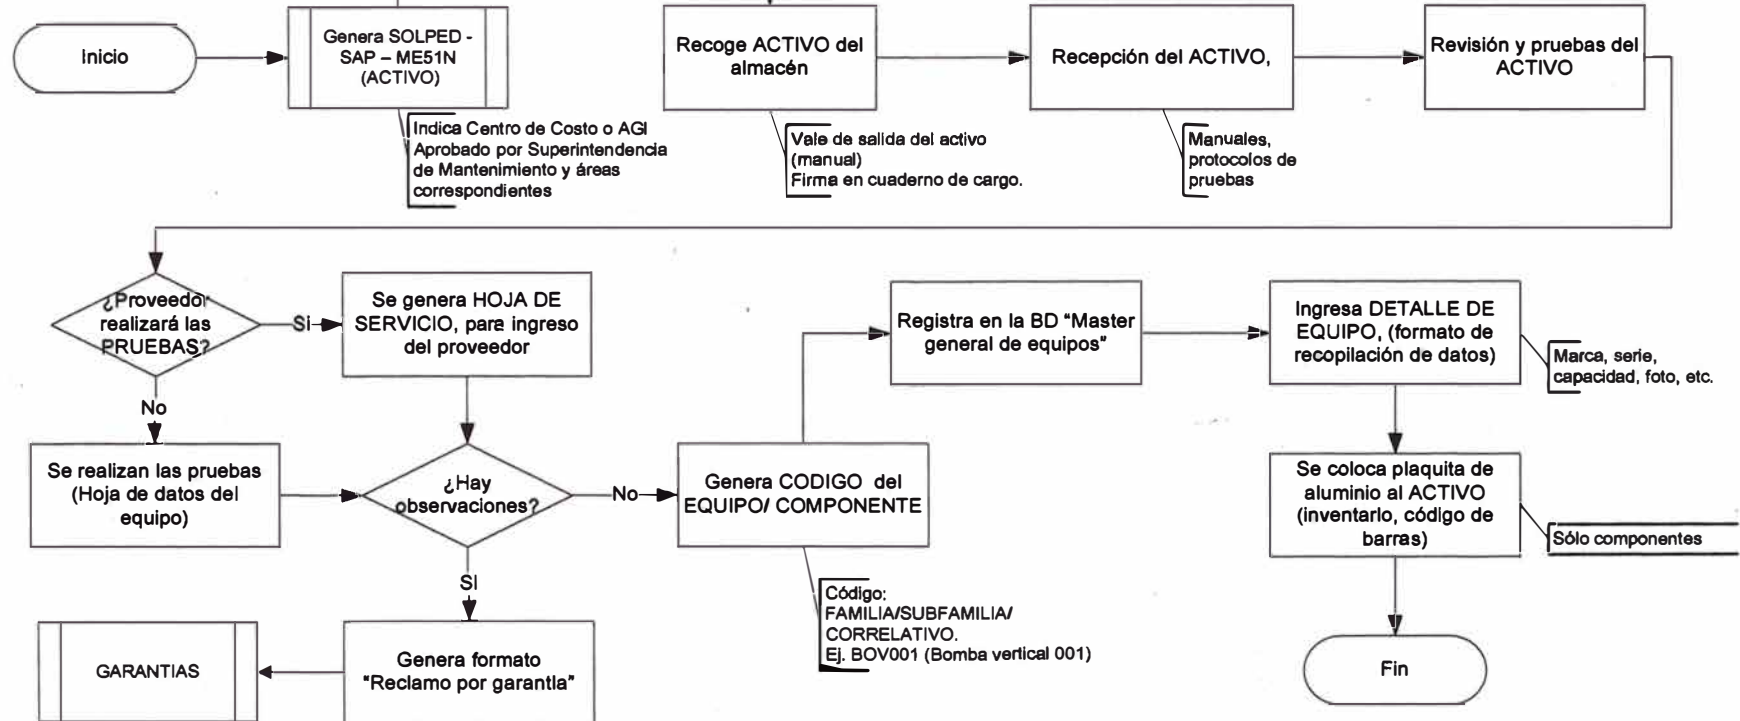 Inicio
Genera SOLPED -
SAP – ME51N
(ACTIVO)
Indica Centro de Costo o AGI
Aprobado por Superintendencia
de Mantenimiento y áreas
correspondientes
Recoge ACTIVO del
almacén
Vale de salida del activo
(manual)
Firma en cuaderno de cargo.
Recepción del ACTIVO,
Manuales,
protocolos de
pruebas
Revisión y pruebas del
ACTIVO
¿Proveedor
realizará las
PRUEBAS?
Si
Se genera HOJA DE
SERVICIO, para ingreso
del proveedor
No
Se realizan las pruebas
(Hoja de datos del
equipo)
¿Hay
observaciones?
No
SI
Genera formato
"Reclamo por garantIa"
GARANTIAS
Genera CODIGO del
EQUIPO/ COMPONENTE
Código:
FAMILIA/SUBFAMILIA/
CORRELATIVO.
Ej. BOV001 (Bomba vertical 001)
Registra en la BD "Master
general de equipos"
Ingresa DETALLE DE
EQUIPO, (formato de
recopilación de datos)
Marca, serie,
capacidad, foto, etc.
Se coloca plaquita de
aluminio al ACTIVO
(inventarlo, código de
barras)
Sólo componentes
Fin